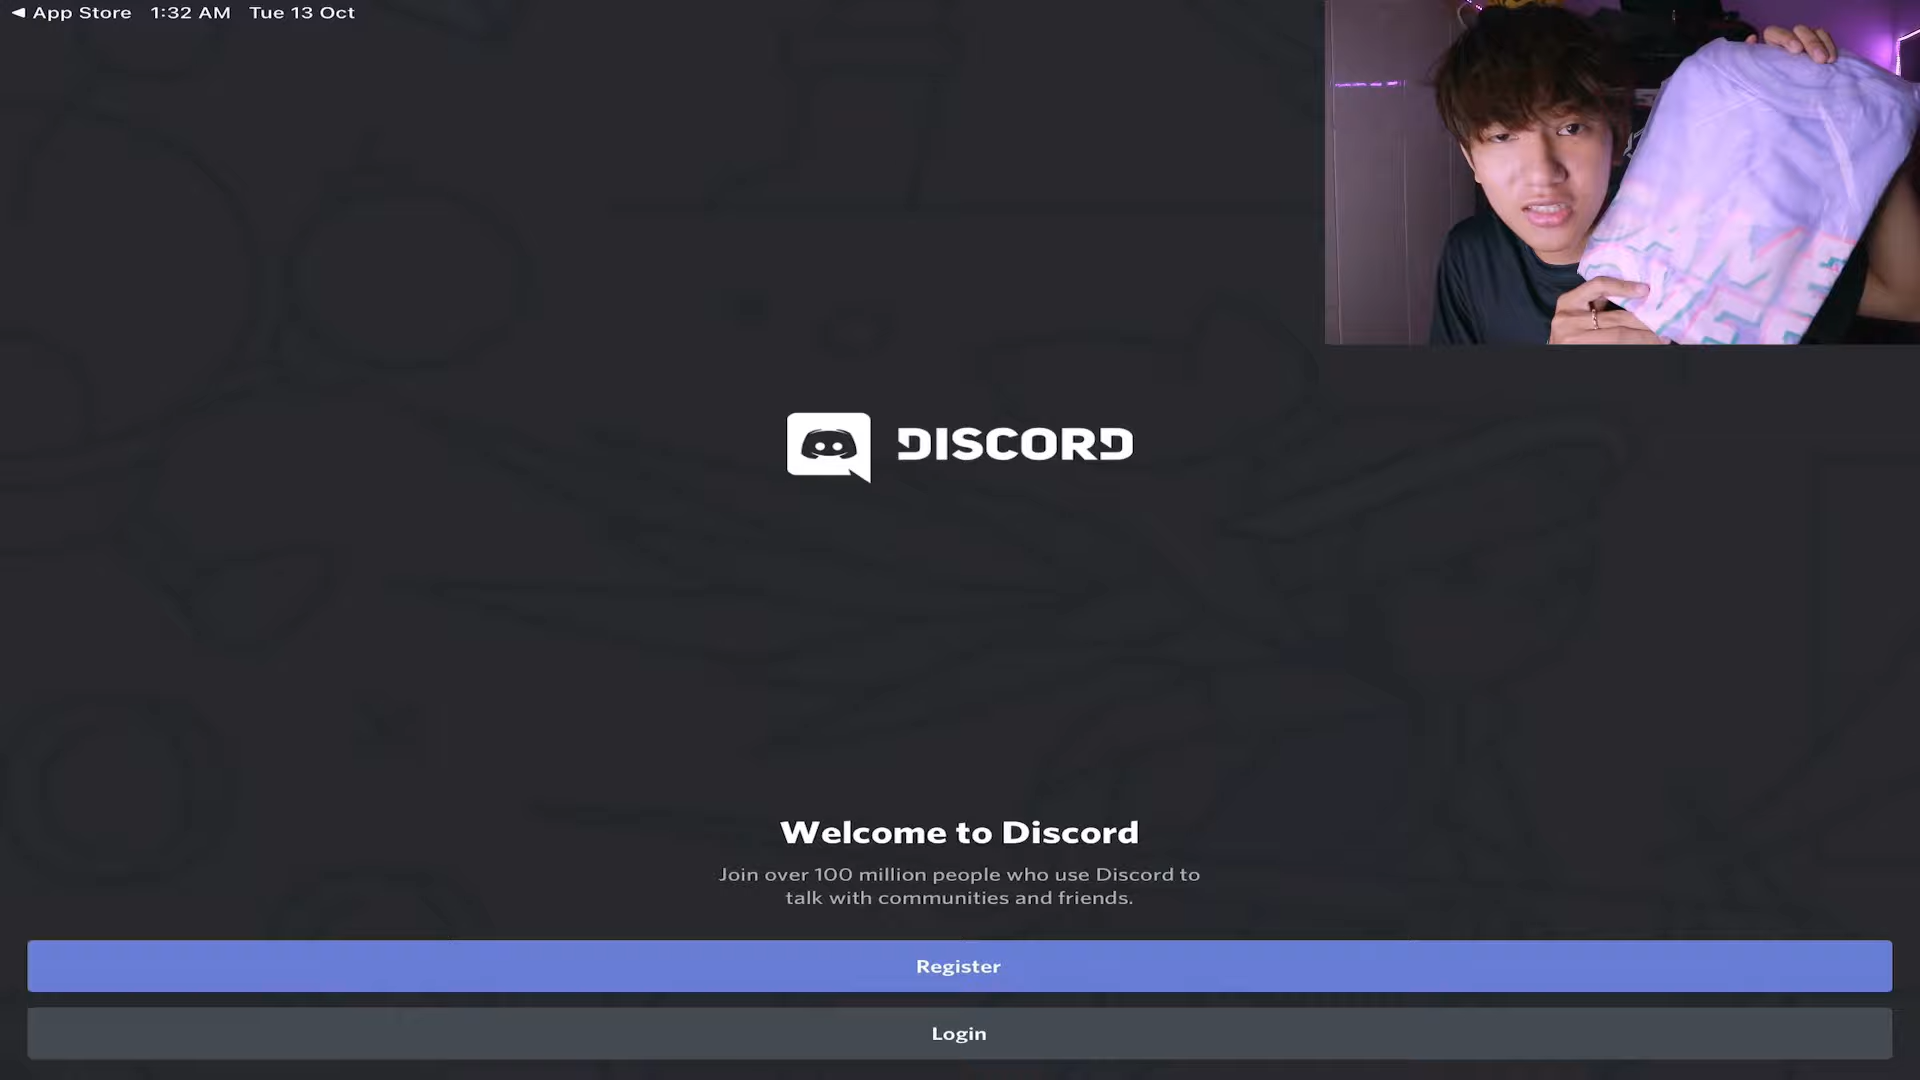 ◄ App Store 1:32 AM Tue 13 Oct
DISCORD
Welcome to Discord
Join over 100 million people who use Discord to
talk with communities and friends.
Register
Login